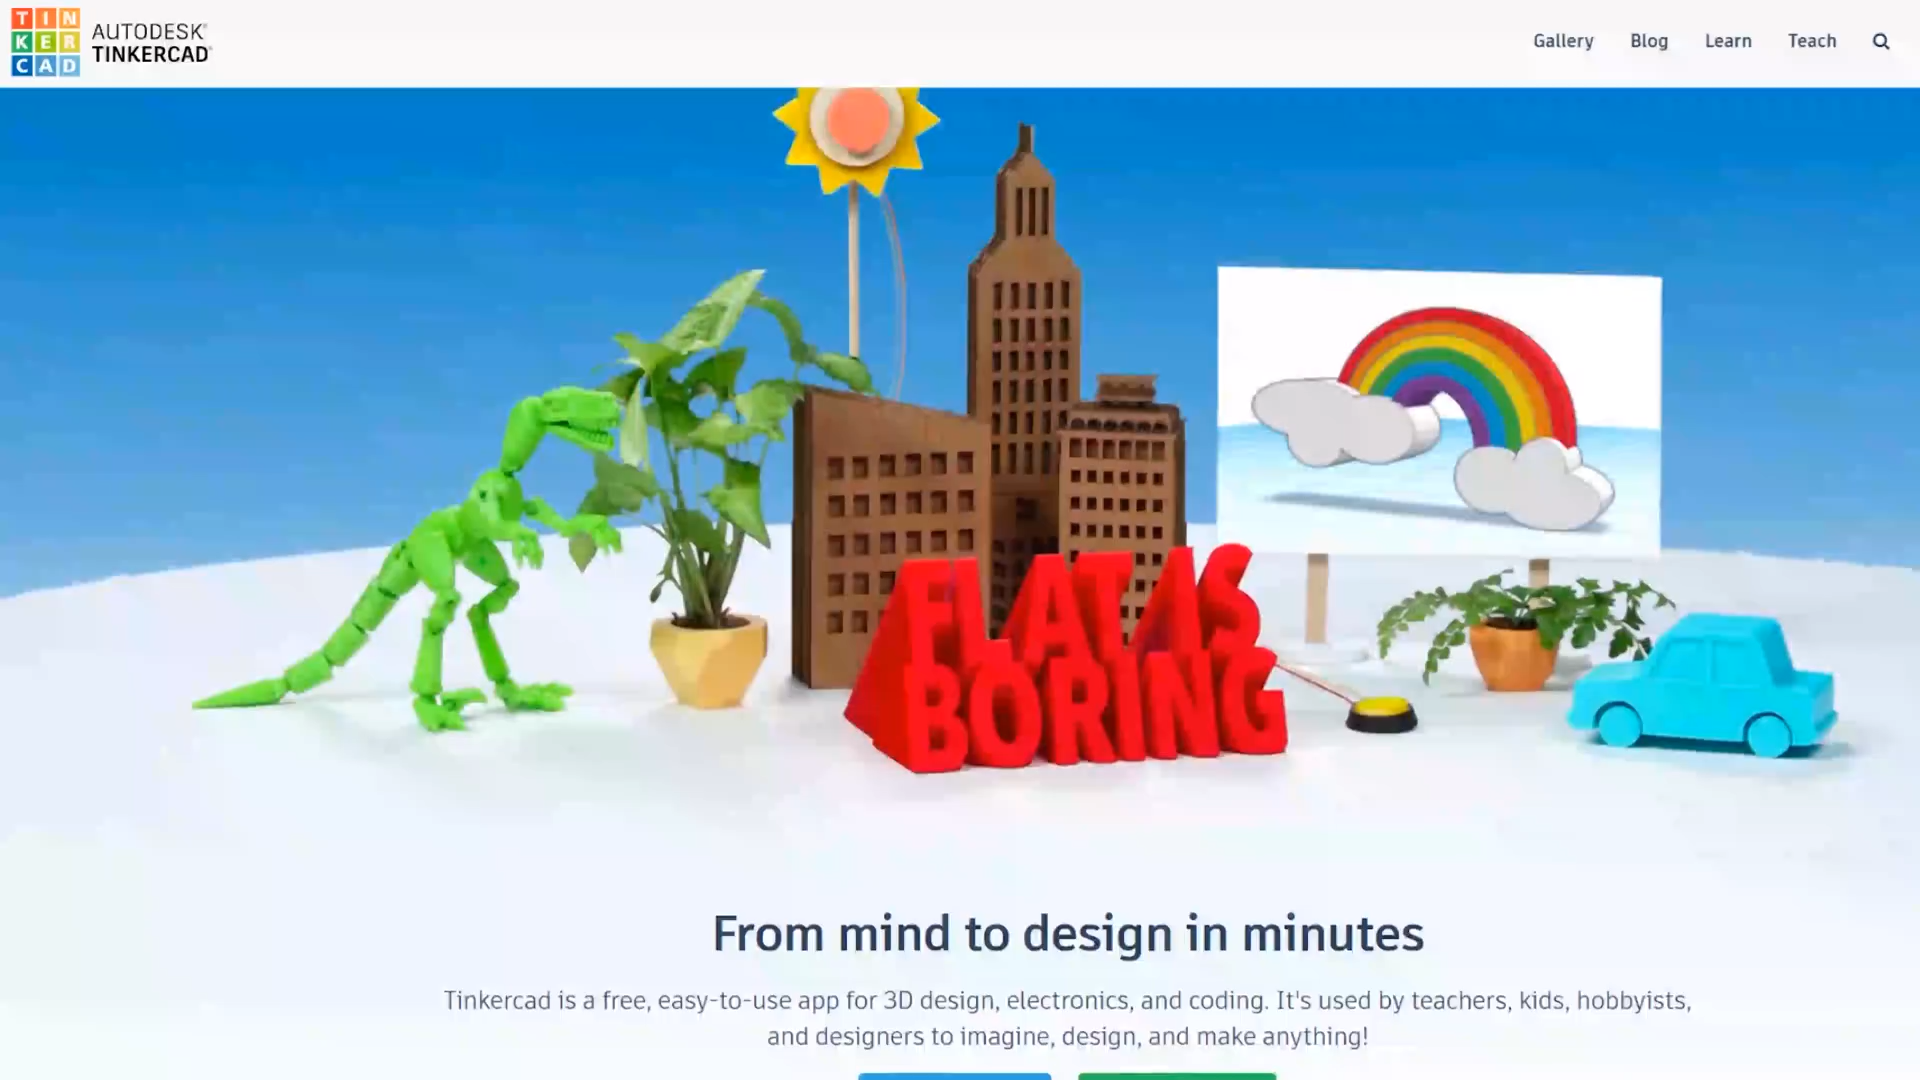 TIN
KER
CAD
AUTODESK
TINKERCAD
Gallery Blog Learn Teach
FLAT IS
BORING
From mind to design in minutes
Tinkercad is a free, easy-to-use app for 3D design, electronics, and coding. It's used by teachers, kids, hobbyists,
and designers to imagine, design, and make anything!